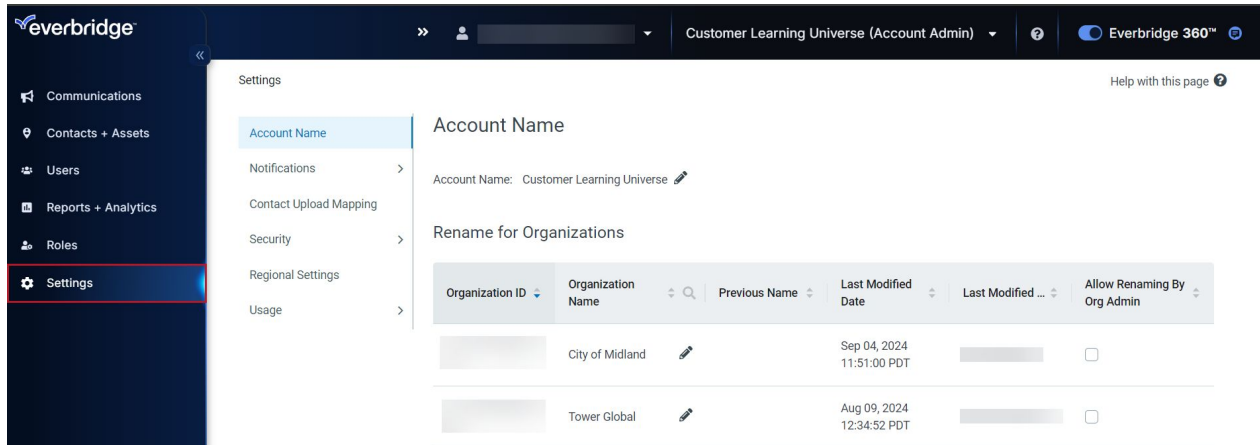 everbridge™
Customer Learning Universe (Account Admin)
Everbridge 360™
Communications
Contacts + Assets
Users
Reports + Analytics
Roles
Settings
Settings
Help with this page
Account Name
Notifications
Contact Upload Mapping
Security
Regional Settings
Usage
Account Name
Account Name: Customer Learning Universe
Rename for Organizations
Organization ID
Organization
Name
Previous Name
Last Modified
Date
Last Modified ...
Allow Renaming By
Org Admin
City of Midland
Sep 04, 2024
11:51:00 PDT
Tower Global
Aug 09, 2024
12:34:52 PDT